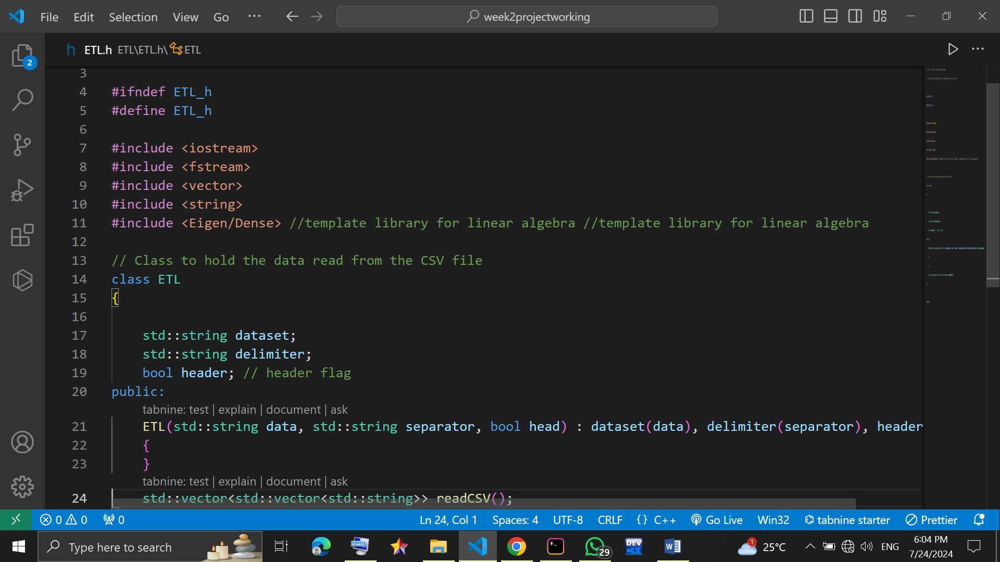 File Edit Selection View Go ··· week2projectworking
2
h ETL.h ETL\ETL.h\ ETL
3
4 #ifndef ETL_h
5 #define ETL_h
6
7 #include <iostream>
8 #include <fstream>
9 #include <vector>
10 #include <string>
11 #include <Eigen/Dense> //template library for linear algebra //template library for linear algebra
12
13 // Class to hold the data read from the CSV file
14 class ETL
15 {
16
17 std::string dataset;
18 std::string delimiter;
19 bool header; // header flag
20 public:
tabnine: test | explain | document | ask
21 ETL(std::string data, std::string separator, bool head) : dataset(data), delimiter(separator), header
22 {
23 }
tabnine: test | explain | document | ask
24 std::vector<std::vector<std::string>> readCSV();
0 0 0 Ln 24, Col 1 Spaces: 4 UTF-8 CRLF {} C++ Go Live Win32 tabnine starter Prettier
Type here to search 29 DEV C++ W 1 25°C ENG 6:04 PM
7/24/2024